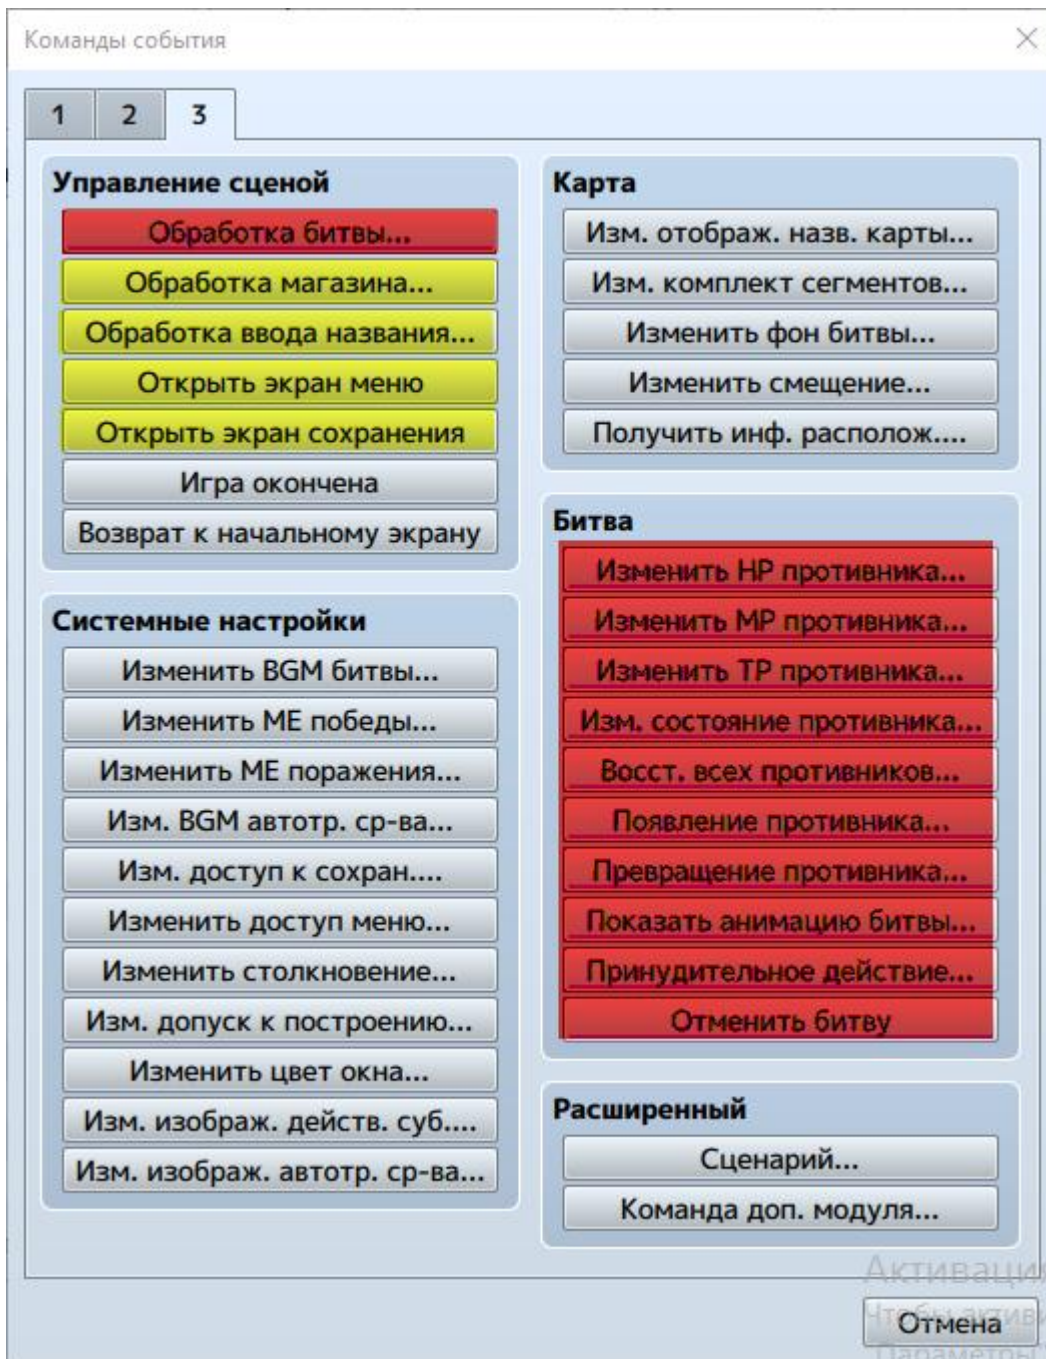 Команды события
1 2 3
Управление сценой
Обработка битвы...
Обработка магазина...
Обработка ввода названия...
Открыть экран меню
Открыть экран сохранения
Игра окончена
Возврат к начальному экрану
Системные настройки
Изменить BGM битвы...
Изменить ME победы...
Изменить ME поражения...
Изм. BGM автотр. ср-ва...
Изм. доступ к сохран....
Изменить доступ меню...
Изменить столкновение...
Изм. допуск к построению...
Изменить цвет окна...
Изм. изображ. действ. суб....
Изм. изображ. автотр. ср-ва...
Карта
Изм. отображ. назв. карты...
Изм. комплект сегментов...
Изменить фон битвы...
Изменить смещение...
Получить инф. располож....
Битва
Изменить HP противника...
Изменить MP противника...
Изменить TP противника...
Изм. состояние противника...
Восст. всех противников...
Появление противника...
Превращение противника...
Показать анимацию битвы...
Принудительное действие...
Отменить битву
Расширенный
Сценарий...
Команда доп. модуля...
Активация
Отмена